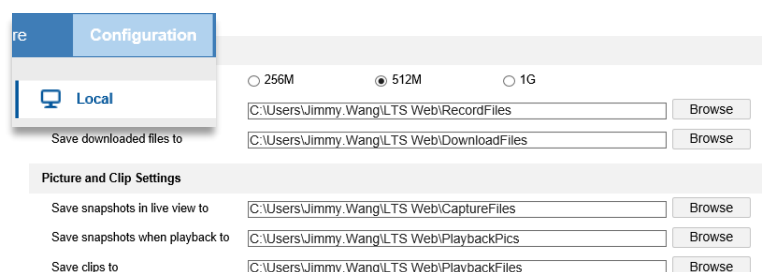 re Configuration
256M 512M 1G
Local
C:\Users\Jimmy.Wang\LTS Web\RecordFiles Browse
Save downloaded files to C:\Users\Jimmy.Wang\LTS Web\DownloadFiles Browse
Picture and Clip Settings
Save snapshots in live view to C:\Users\Jimmy.Wang\LTS Web\CaptureFiles Browse
Save snapshots when playback to C:\Users\Jimmy.Wang\LTS Web\PlaybackPics Browse
Save clips to C:\Users\Jimmy.Wang\LTS Web\PlaybackFiles Browse